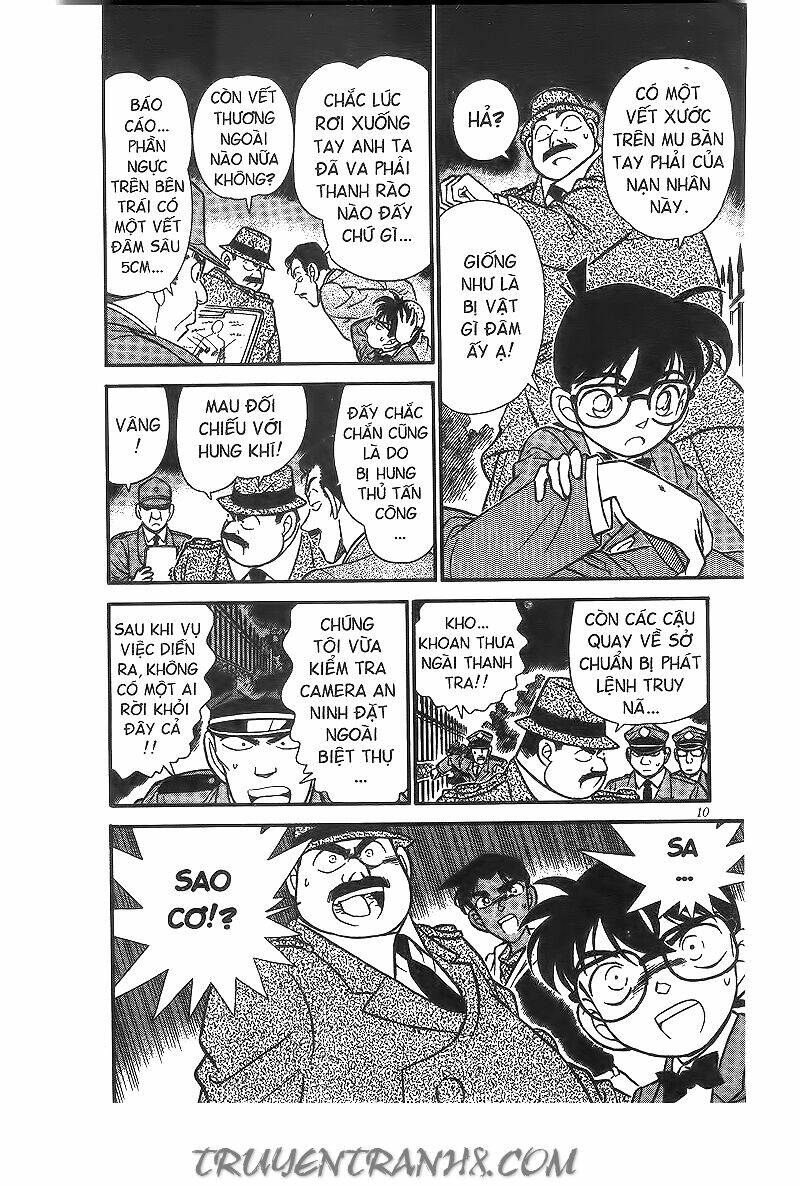 CÓ MỘT
VẾT XƯỚC
TRÊN MU BÀN
TAY PHẢI CỦA
NẠN NHÂN
NÀY.
HẢ?
GIỐNG
NHƯ LÀ
BỊ VẬT
GÌ ĐÂM
ẤY Ạ!
CHẮC LÚC
RƠI XUỐNG
TAY ANH TA
ĐÃ VA PHẢI
THANH RÀO
NÀO ĐẤY
CHỨ GÌ...
CÒN VẾT
THƯƠNG
NGOÀI
NÀO NỮA
KHÔNG?
BÁO
CÁO...
PHẦN
NGỰC
TRÊN BÊN
TRÁI CÓ
MỘT VẾT
ĐÂM SÂU
5CM...
ĐẤY CHẮC
CHẮN CŨNG
LÀ DO
BỊ HUNG
THỦ TẤN
CÔNG
...
MAU ĐỐI
CHIẾU VỚI
HUNG KHÍ!
VÂNG
!
CÒN CÁC CẬU
QUAY VỀ SỞ
CHUẨN BỊ PHÁT
LỆNH TRUY
NÃ...
KHO...
KHOAN THƯA
NGÀI THANH
TRA!!
CHÚNG
TÔI VỪA
KIỂM TRA
CAMERA AN
NINH ĐẶT
NGOÀI
BIỆT THỰ
...
SAU KHI VỤ
VIỆC DIỄN
RA, KHÔNG
CÓ MỘT AI
RỜI KHỎI
ĐÂY CẢ
!!
10
SA
...
SAO
CƠ!?
TRUYENTRANH8.COM